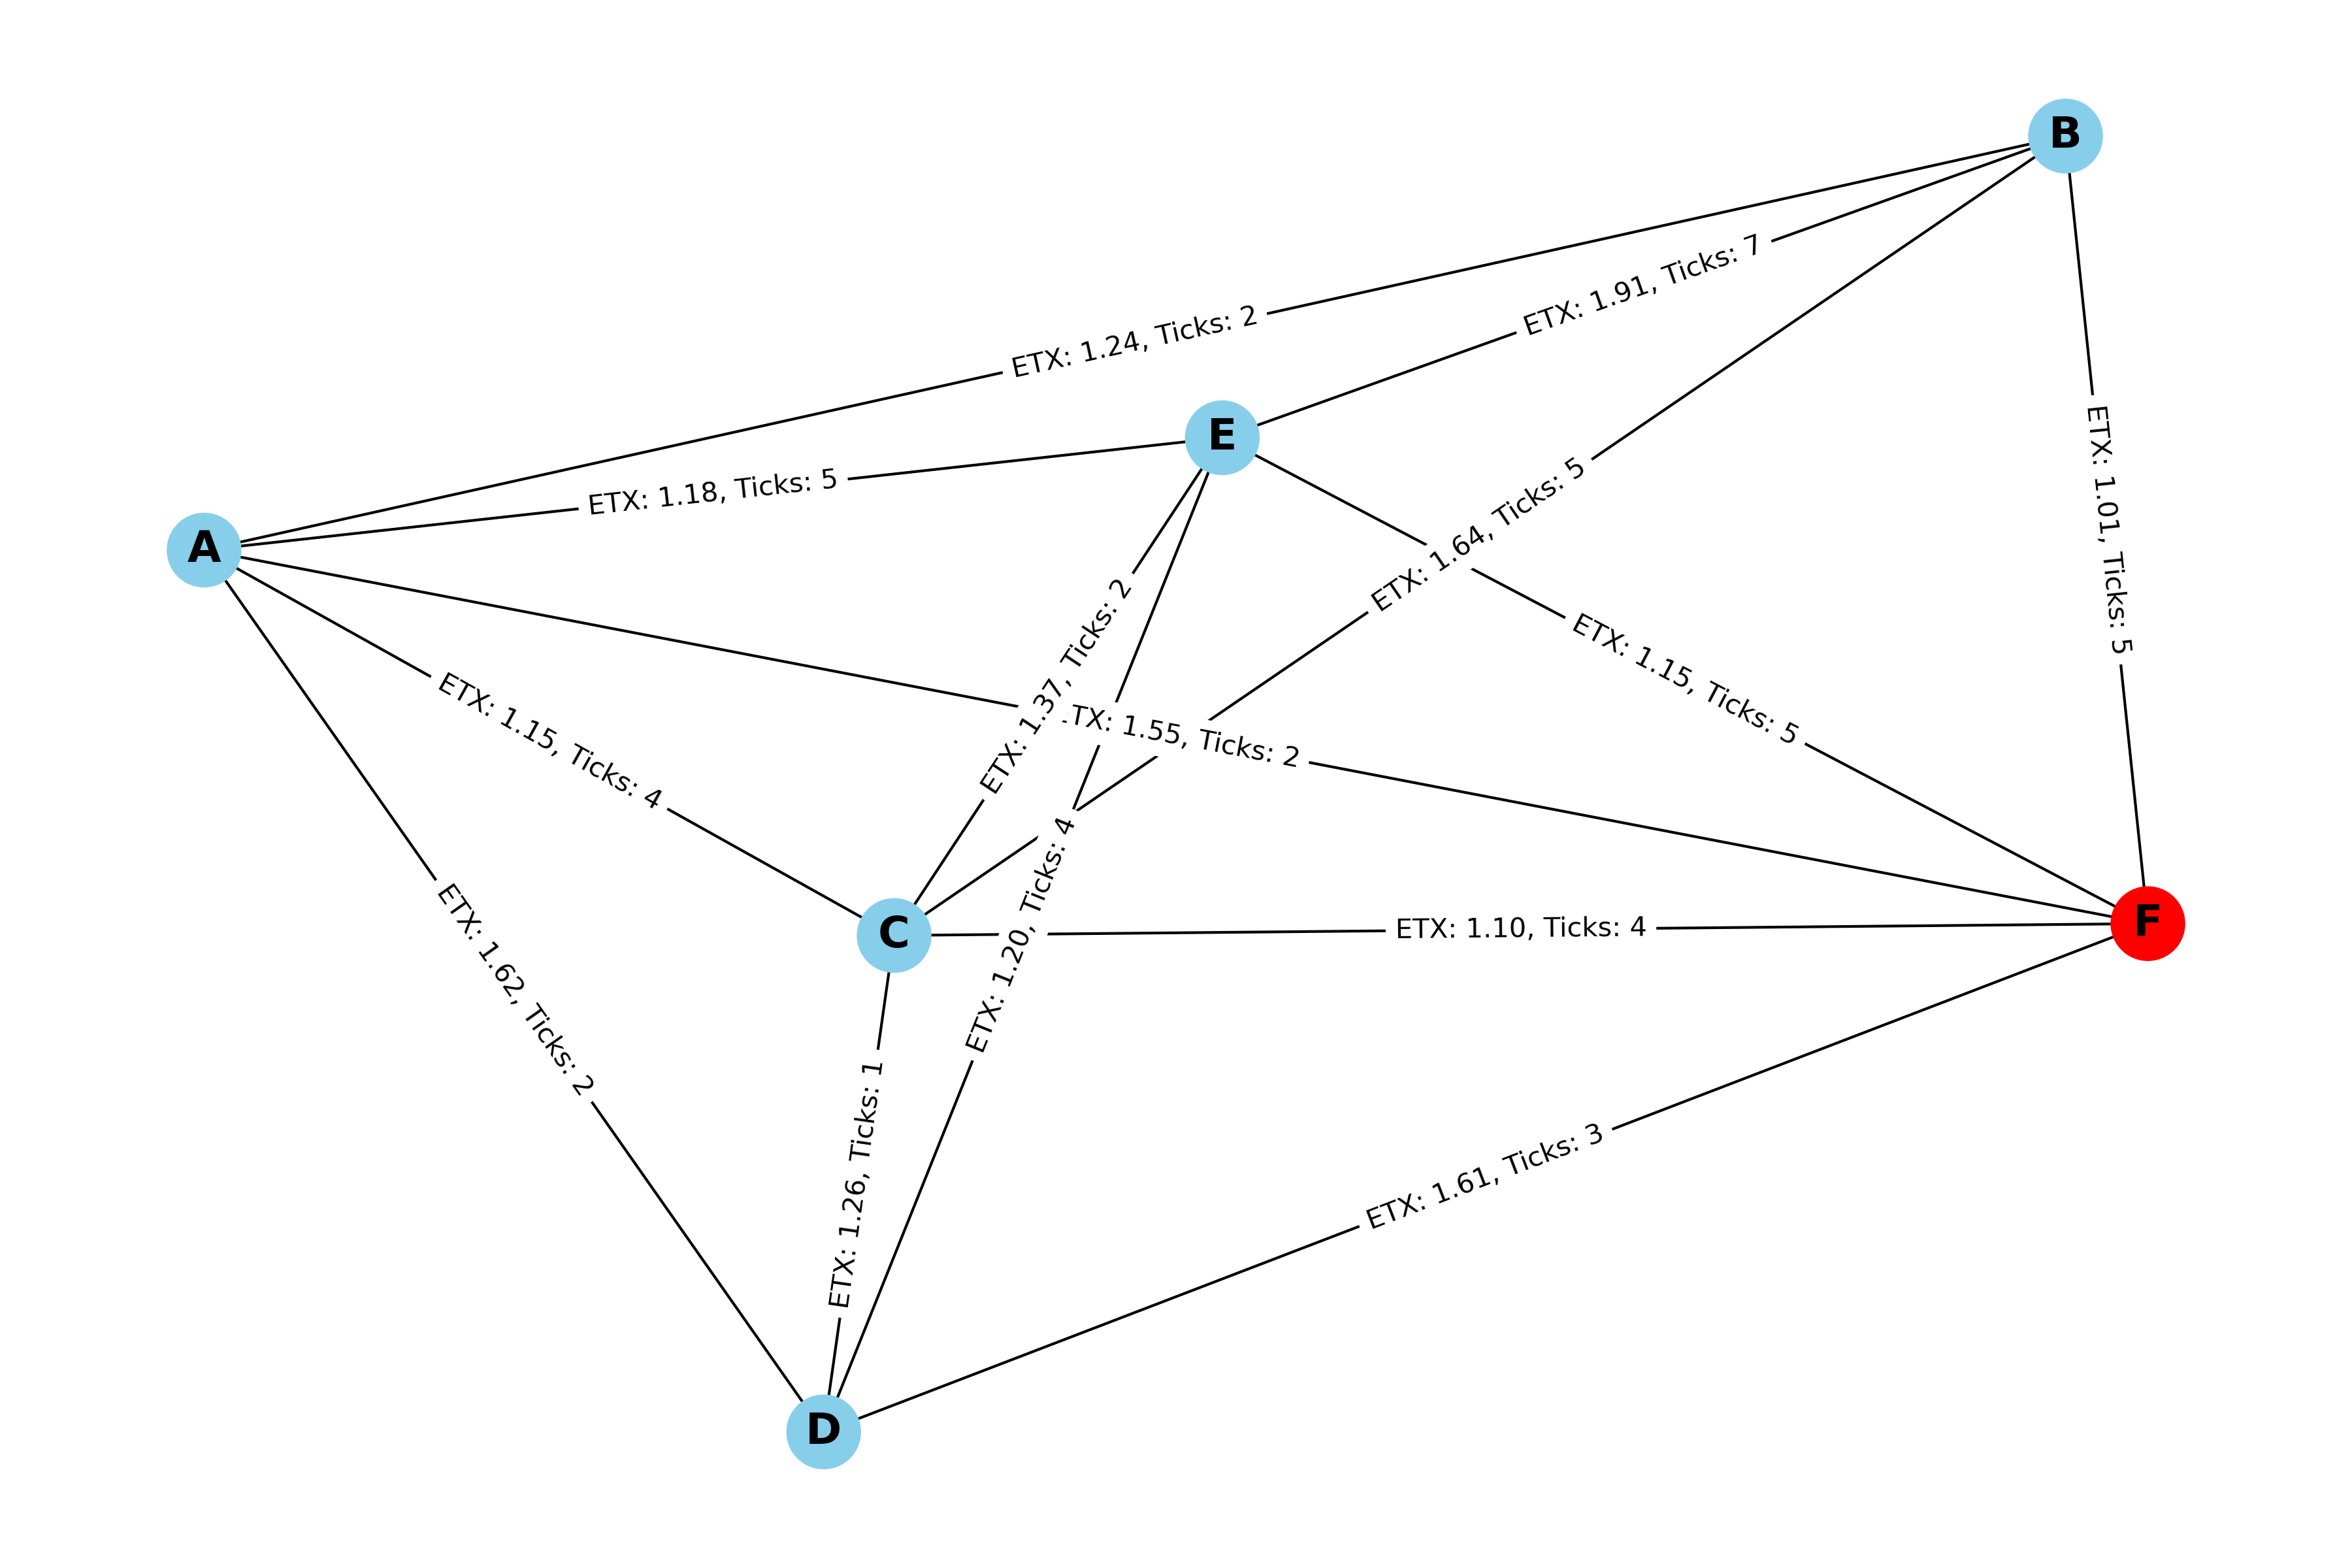 B
ETX: 1.24, Ticks: 2
ETX: 1.91, Ticks: 7
E
ETX: 1.18, Ticks: 5
ETX: 1.64, Ticks: 5
ETX: 1.01, Ticks: 5
A
ETX: 1.37, Ticks: 2
ETX: 1.15, Ticks: 5
TX: 1.55, Ticks: 2
ETX: 1.15, Ticks: 4
C
ETX: 1.10, Ticks: 4
F
ETX: 1.20, Ticks: 4
ETX: 1.62, Ticks: 2
ETX: 1.26, Ticks: 1
ETX: 1.61, Ticks: 3
D